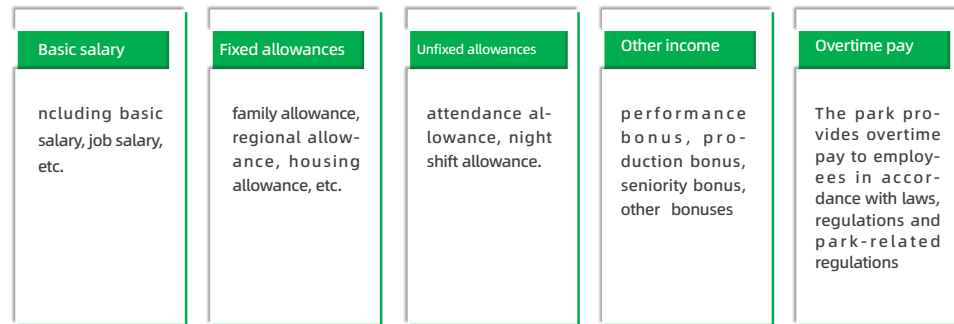 Basic salary
ncluding basic
salary, job salary,
etc.
Fixed allowances
family allowance,
regional allow-
ance, housing
allowance, etc.
Unfixed allowances
attendance al-
lowance, night
shift allowance.
Other income
performance
bonus, pro-
duction bonus,
seniority bonus,
other bonuses
Overtime pay
The park pro-
vides overtime
pay to employ-
ees in accor-
dance with laws,
regulations and
park-related
regulations